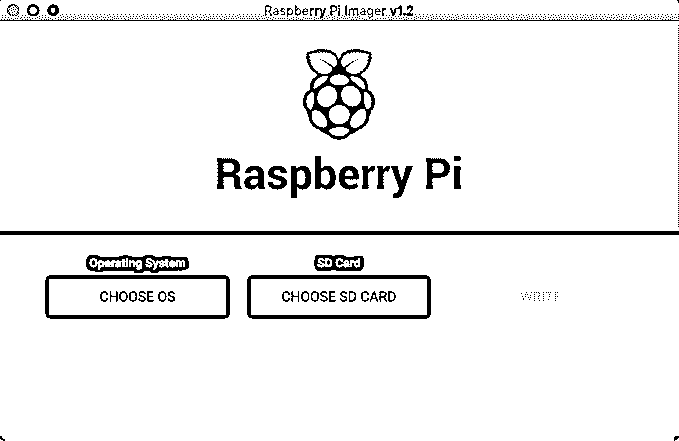 Raspberry Pi Imager v1.2
Raspberry Pi
Operating System
SD Card
CHOOSE OS
CHOOSE SD CARD
WRITE